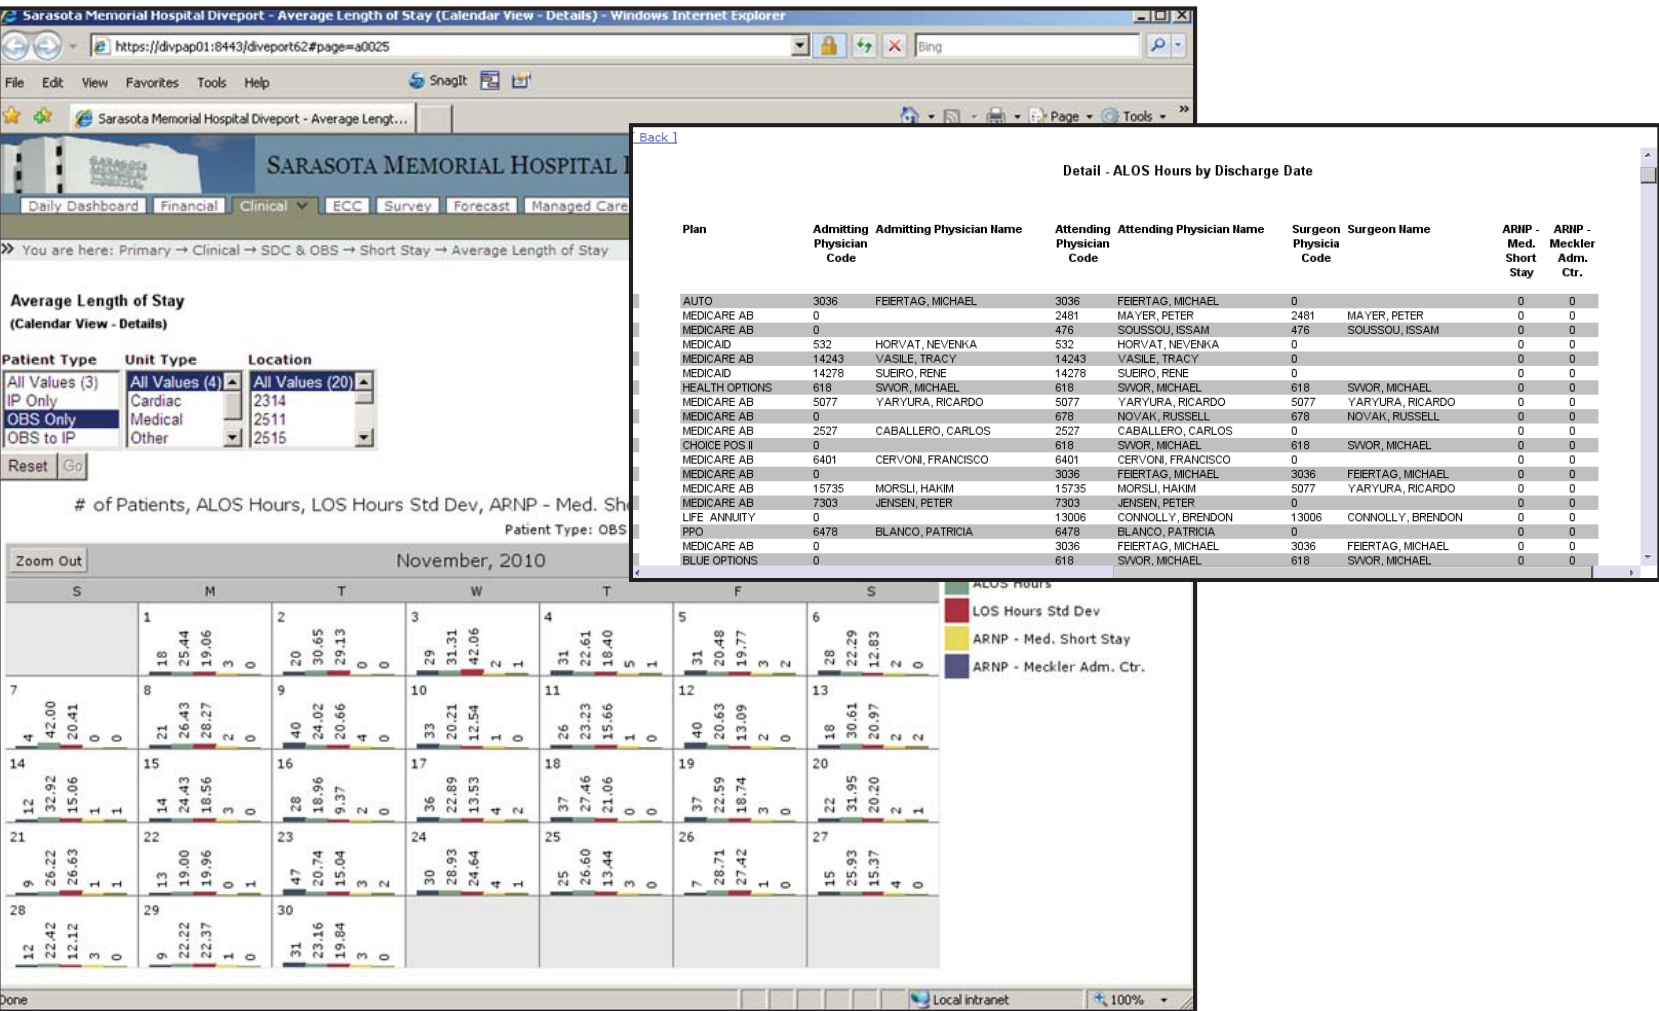 Sarasota Memorial Hospital Diveport - Average Length of Stay (Calendar View - Details) - Windows Internet Explorer
https://divpap01:8443/diveport62#page=a0025
Bing
File Edit View Favorites Tools Help
SnagIt
Sarasota Memorial Hospital Diveport - Average Lengt...
Page Tools »
SARASOTA MEMORIAL HOSPITAL
Daily Dashboard Financial Clinical ECC Survey Forecast Managed Care
» You are here: Primary → Clinical → SDC & OBS → Short Stay → Average Length of Stay
Average Length of Stay
(Calendar View - Details)
Patient Type Unit Type Location
All Values (3) All Values (4) All Values (20)
IP Only Cardiac 2314
OBS Only Medical 2511
OBS to IP Other 2515
Reset Go
# of Patients, ALOS Hours, LOS Hours Std Dev, ARNP - Med. Sho
Patient Type: OBS
Zoom Out November, 2010
S M T W T F S
1 2 3 4 5 6
18 25.44 19.06 3 0 20 30.65 29.13 0 0 29 31.31 42.06 2 1 31 22.61 18.40 5 1 31 20.48 19.77 3 2 28 22.29 12.83 2 0
7 8 9 10 11 12 13
4 42.00 20.41 0 0 21 26.43 28.27 2 0 40 24.02 20.66 4 0 33 20.21 12.54 1 0 26 23.23 15.66 1 0 40 20.63 13.09 2 0 18 30.61 20.97 2 2
14 15 16 17 18 19 20
12 32.92 15.06 1 1 14 24.43 18.56 3 0 28 18.96 9.37 2 0 36 22.89 13.53 4 2 37 27.46 21.06 0 0 37 22.59 18.74 3 0 22 31.95 20.20 2 1
21 22 23 24 25 26 27
9 26.22 26.63 1 1 13 19.00 19.96 0 1 47 20.74 15.04 3 2 30 28.93 24.64 4 1 25 26.60 13.44 3 0 7 28.71 27.42 1 0 15 25.93 15.37 4 0
28 29 30
12 22.42 12.12 3 0 9 22.22 22.37 1 0 31 23.16 19.84 3 0
ALOS Hours
LOS Hours Std Dev
ARNP - Med. Short Stay
ARNP - Meckler Adm. Ctr.
Done Local intranet 100%
Back ]
Detail - ALOS Hours by Discharge Date
Plan Admitting Admitting Physician Name Attending Attending Physician Name Surgeon Surgeon Name ARNP - ARNP -
Physician Physician Physicia Med. Meckler
Code Code Code Short Adm.
Stay Ctr.
AUTO 3036 FEIERTAG, MICHAEL 3036 FEIERTAG, MICHAEL 0 0 0
MEDICARE AB 0 2481 MAYER, PETER 2481 MAYER, PETER 0 0
MEDICARE AB 0 476 SOUSSOU, ISSAM 476 SOUSSOU, ISSAM 0 0
MEDICAID 532 HORVAT, NEVENKA 532 HORVAT, NEVENKA 0 0 0
MEDICARE AB 14243 VASILE, TRACY 14243 VASILE, TRACY 0 0 0
MEDICAID 14278 SUEIRO, RENE 14278 SUEIRO, RENE 0 0 0
HEALTH OPTIONS 618 SWOR, MICHAEL 618 SWOR, MICHAEL 618 SWOR, MICHAEL 0 0
MEDICARE AB 5077 YARYURA, RICARDO 5077 YARYURA, RICARDO 5077 YARYURA, RICARDO 0 0
MEDICARE AB 0 678 NOVAK, RUSSELL 678 NOVAK, RUSSELL 0 0
MEDICARE AB 2527 CABALLERO, CARLOS 2527 CABALLERO, CARLOS 0 0 0
CHOICE POS II 0 618 SWOR, MICHAEL 618 SWOR, MICHAEL 0 0
MEDICARE AB 6401 CERVONI, FRANCISCO 6401 CERVONI, FRANCISCO 0 0 0
MEDICARE AB 0 3036 FEIERTAG, MICHAEL 3036 FEIERTAG, MICHAEL 0 0
MEDICARE AB 15735 MORSLI, HAKIM 15735 MORSLI, HAKIM 5077 YARYURA, RICARDO 0 0
MEDICARE AB 7303 JENSEN, PETER 7303 JENSEN, PETER 0 0 0
LIFE ANNUITY 0 13006 CONNOLLY, BRENDON 13006 CONNOLLY, BRENDON 0 0
PPO 6478 BLANCO, PATRICIA 6478 BLANCO, PATRICIA 0 0 0
MEDICARE AB 0 3036 FEIERTAG, MICHAEL 3036 FEIERTAG, MICHAEL 0 0
BLUE OPTIONS 0 618 SWOR, MICHAEL 618 SWOR, MICHAEL 0 0